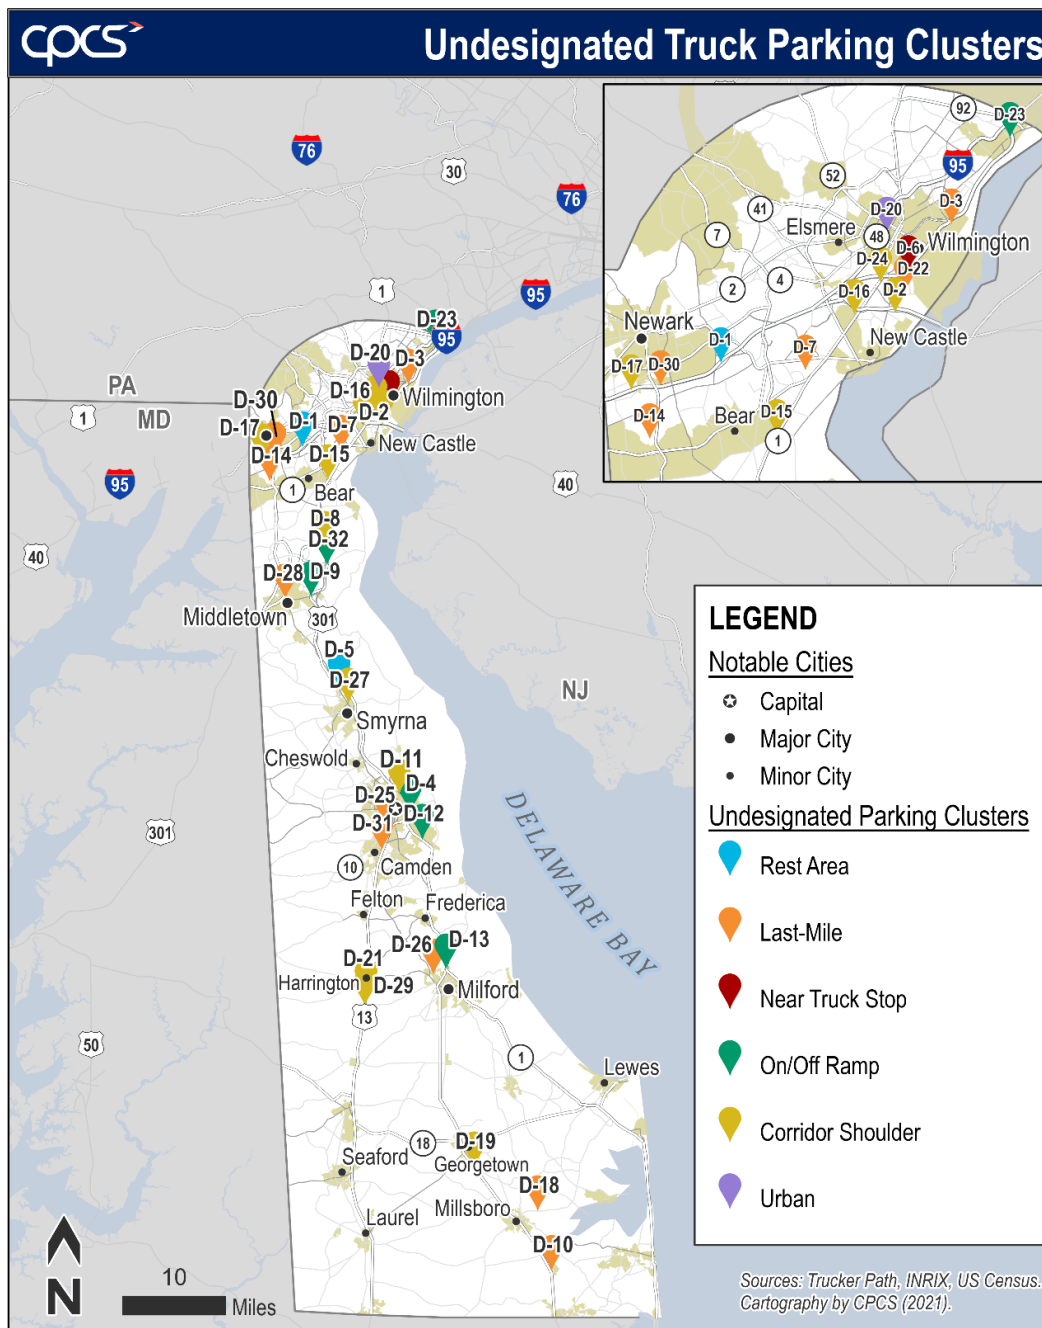 CPCS
Undesignated Truck Parking Clusters
76
30
76
1
95
D-23
95
D-20
D-3
D-16
Wilmington
D-30
D-2
PA
1
MD
D-17
D-1
D-7
New Castle
D-14
D-15
95
1
Bear
40
40
D-8
D-32
D-28
D-9
Middletown
301
D-5
D-27
NJ
Smyrna
Cheswold
D-11
D-4
D-25
D-12
D-31
301
10
Camden
DELAWARE BAY
Felton
Frederica
D-26
D-13
D-21
Harrington
D-29
Milford
13
50
1
Lewes
18
D-19
Seaford
Georgetown
D-18
Millsboro
Laurel
D-10
N
10
Miles
92
D-23
95
52
D-3
41
D-20
Elsmere
48
7
D-6
Wilmington
D-24
D-22
4
2
D-16
D-2
Newark
New Castle
D-1
D-7
D-17
D-30
D-14
Bear
D-15
1
LEGEND
Notable Cities
Capital
Major City
Minor City
Undesignated Parking Clusters
Rest Area
Last-Mile
Near Truck Stop
On/Off Ramp
Corridor Shoulder
Urban
Sources: Trucker Path, INRIX, US Census.
Cartography by CPCS (2021).